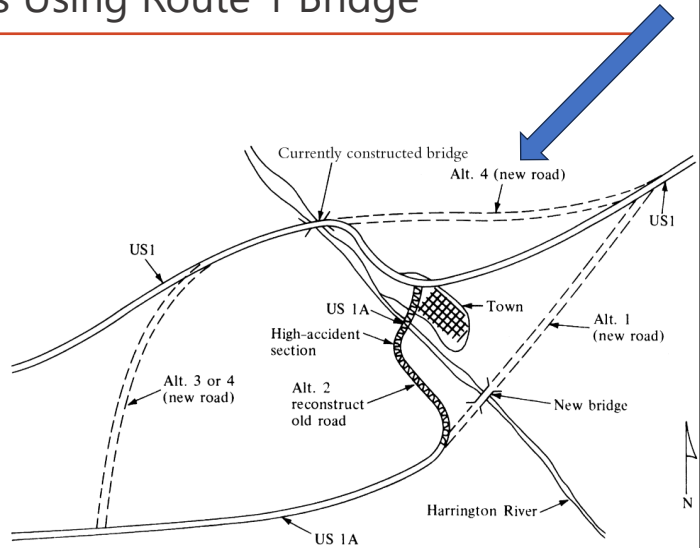 s Using Route 1 Bridge
Currently constructed bridge
Alt. 4 (new road)
US1
US1
US 1A
Town
High-accident
section
Alt. 1
(new road)
Alt. 3 or 4
(new road)
Alt. 2
reconstruct
old road
New bridge
N
Harrington River
US 1A